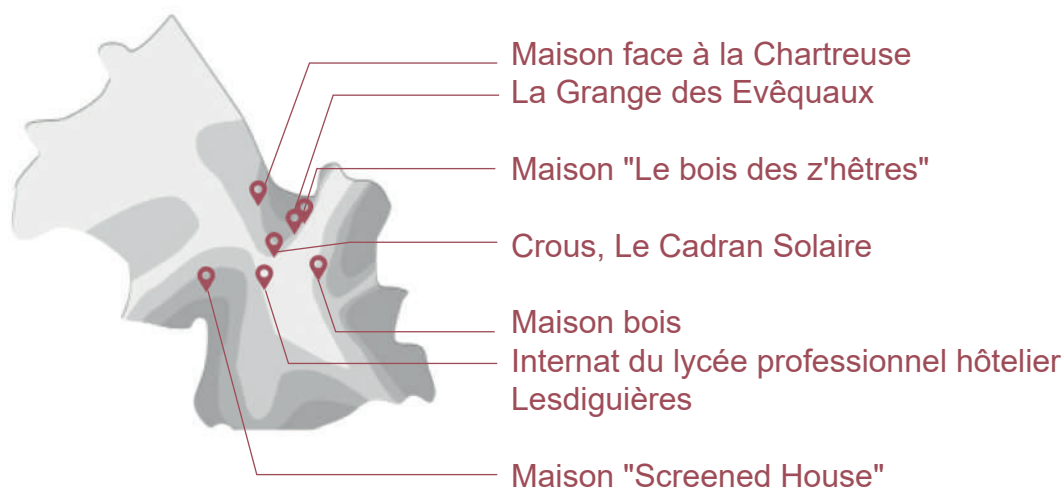 Maison face à la Chartreuse
La Grange des Evêquaux
Maison "Le bois des z'hêtres"
Crous, Le Cadran Solaire
Maison bois
Internat du lycée professionnel hôtelier
Lesdiguières
Maison "Screened House"